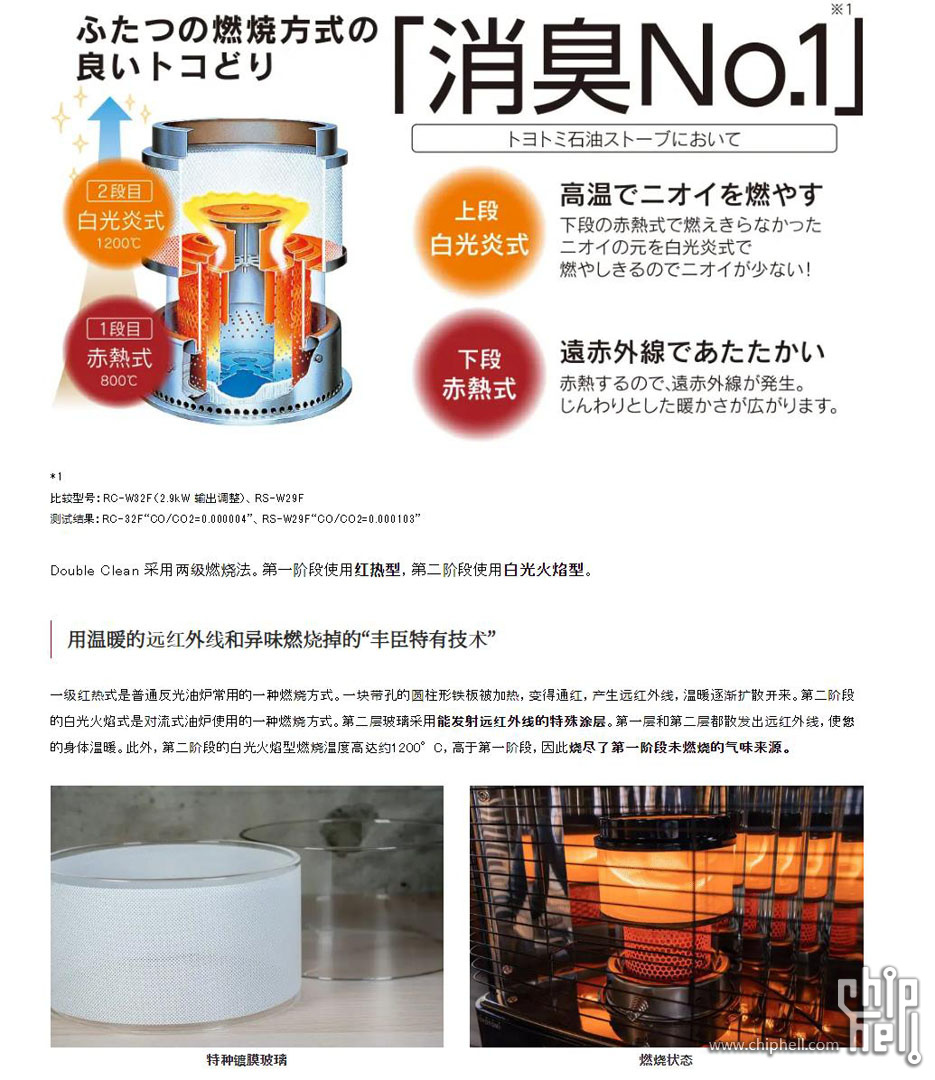 ふたつの燃焼方式の
良いトコどり
「消臭No.1」※1
トヨトミ石油ストーブにおいて
2段目
白光炎式
1200℃
1段目
赤熱式
800℃
上段
白光炎式
高温でニオイを燃やす
下段の赤熱式で燃えきらなかった
ニオイの元を白光炎式で
燃やしきるのでニオイが少ない!
下段
赤熱式
遠赤外線であたたかい
赤熱するので、遠赤外線が発生。
じんわりとした暖かさが広がります。
*1
比较型号：RC-W32F（2.9kW 输出调整）、RS-W29F
测试结果：RC-32F“CO/CO2=0.000004”、RS-W29F“CO/CO2=0.000103”
Double Clean 采用两级燃烧法。第一阶段使用红热型，第二阶段使用白光火焰型。
用温暖的远红外线和异味燃烧掉的“丰臣特有技术”
一级红热式是普通反光油炉常用的一种燃烧方式。一块带孔的圆柱形铁板被加热，变得通红，产生远红外线，温暖逐渐扩散开来。第二阶段
的白光火焰式是对流式油炉使用的一种燃烧方式。第二层玻璃采用能发射远红外线的特殊涂层。第一层和第二层都散发出远红外线，使您
的身体温暖。此外，第二阶段的白光火焰型燃烧温度高达约1200°C，高于第一阶段，因此烧尽了第一阶段未燃烧的气味来源。
特种镀膜玻璃
燃烧状态
www.chiphell.com
chip
hell